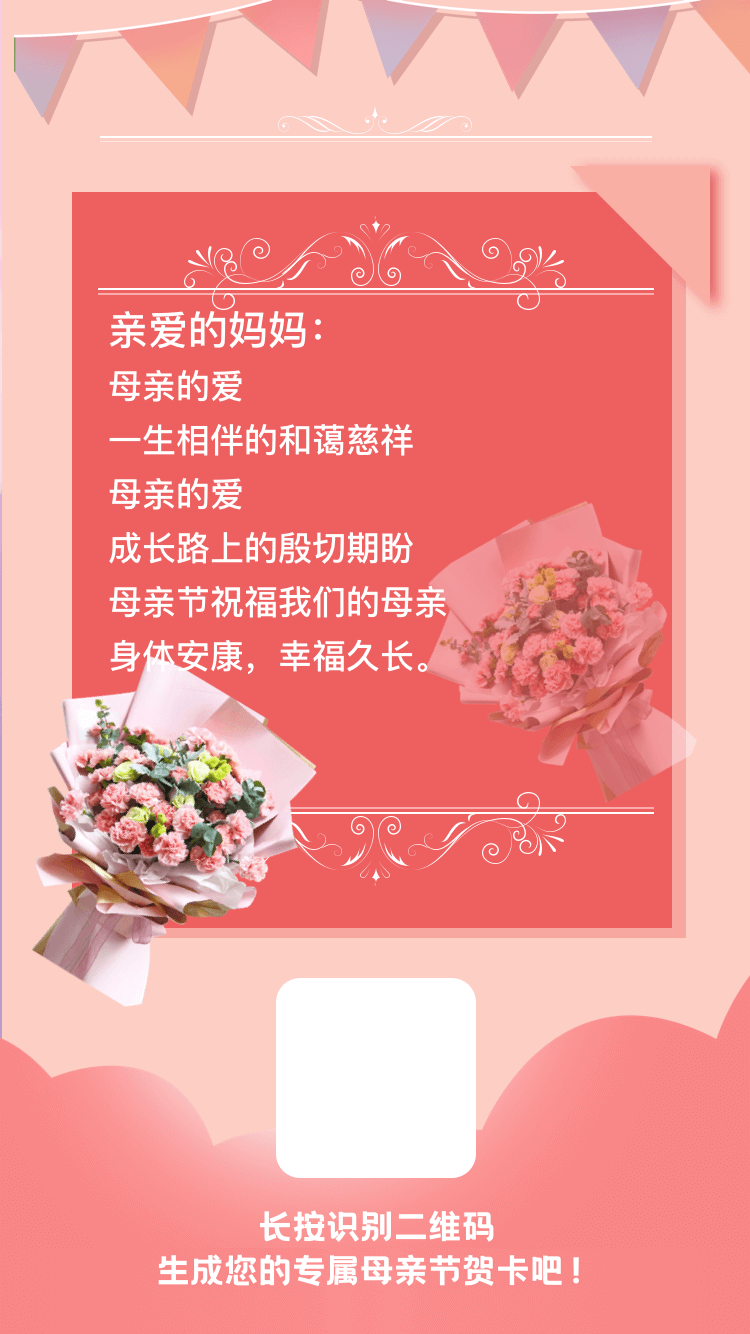 亲爱的妈妈：
母亲的爱
一生相伴的和蔼慈祥
母亲的爱
成长路上的殷切期盼
母亲节祝福我们的母亲
身体安康，幸福久长。
长按识别二维码
生成您的专属母亲节贺卡吧！